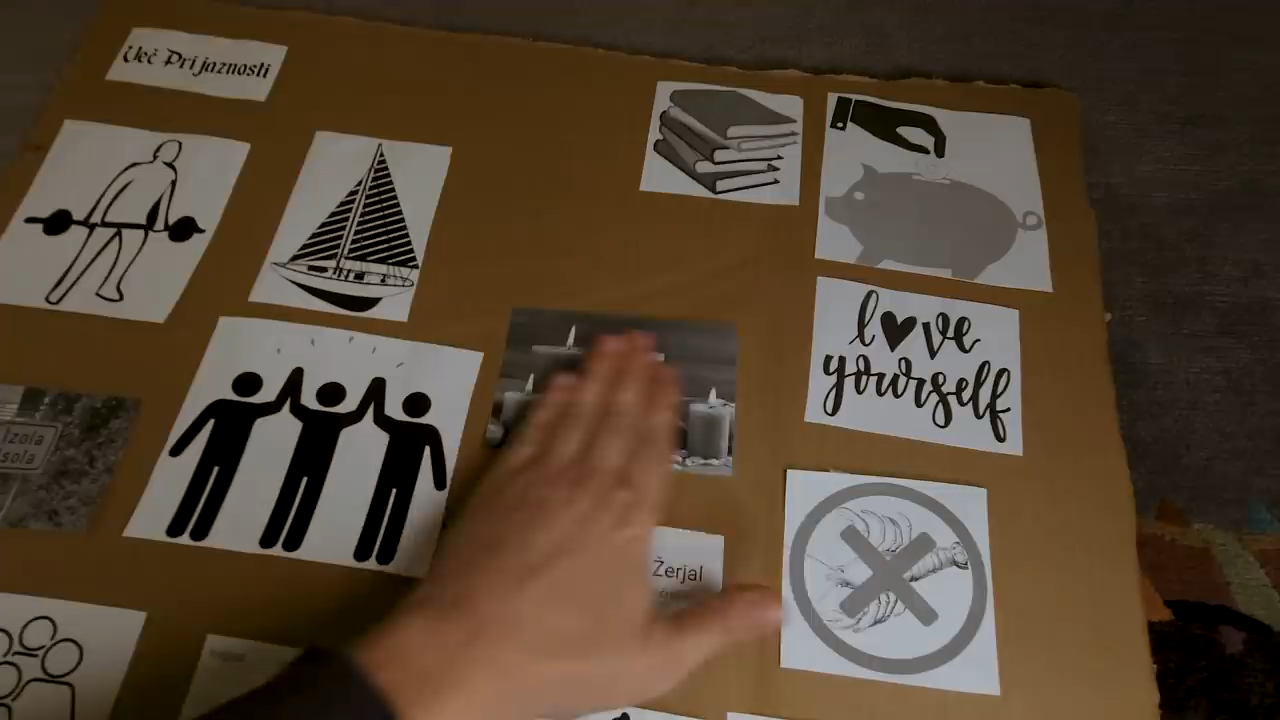 Več Prijaznosti
love
yourself
Izola
Isola
Žerjal